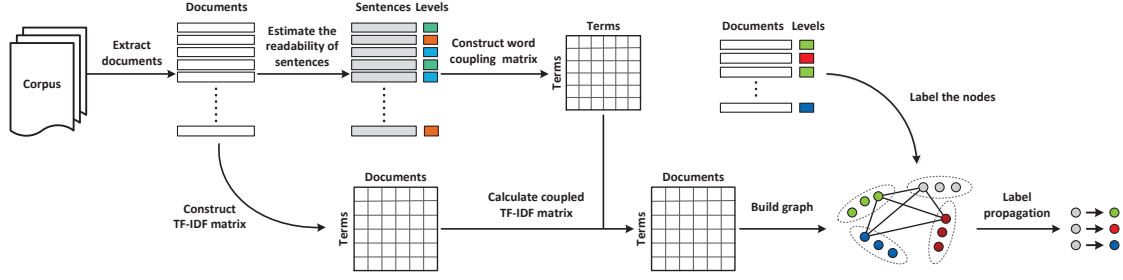 Corpus
Extract
documents
Documents
Estimate the
readability of
sentences
Sentences Levels
Construct word
coupling matrix
Terms
Terms
Documents Levels
Label the nodes
Construct
TF-IDF matrix
Documents
Terms
Calculate coupled
TF-IDF matrix
Documents
Terms
Build graph
Label
propagation